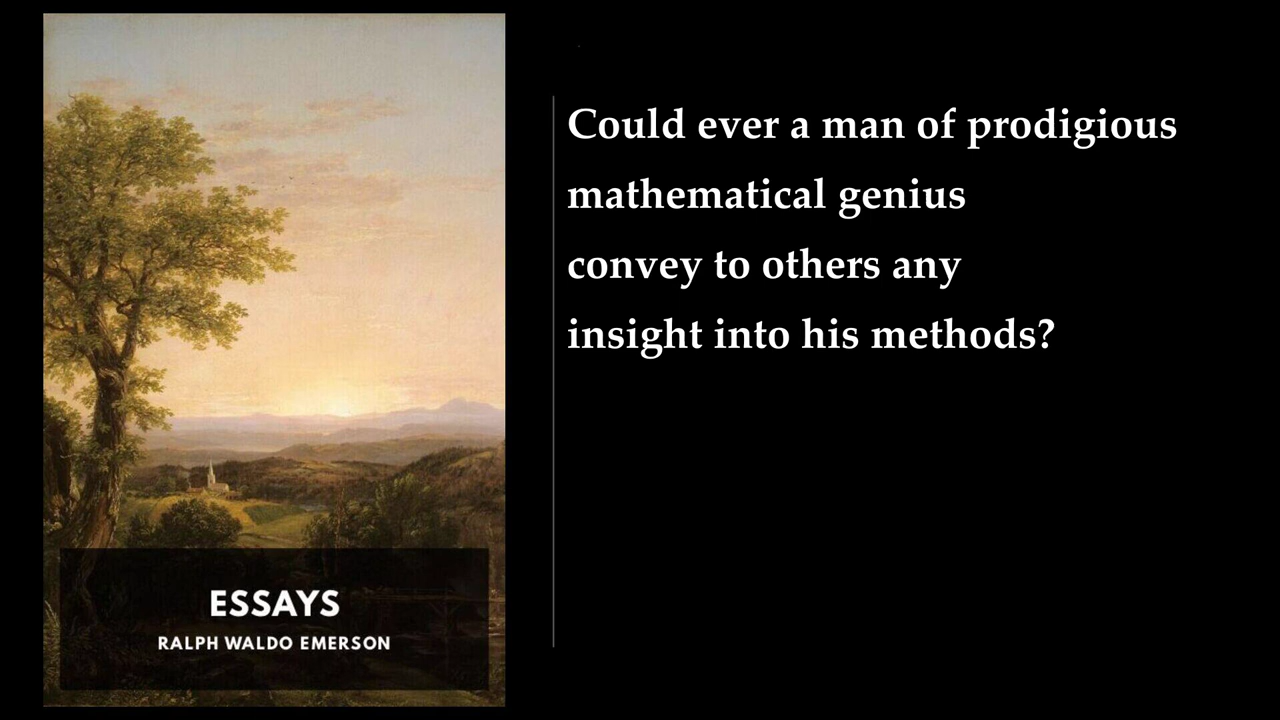 ESSAYS
RALPH WALDO EMERSON
Could ever a man of prodigious
mathematical genius
convey to others any
insight into his methods?